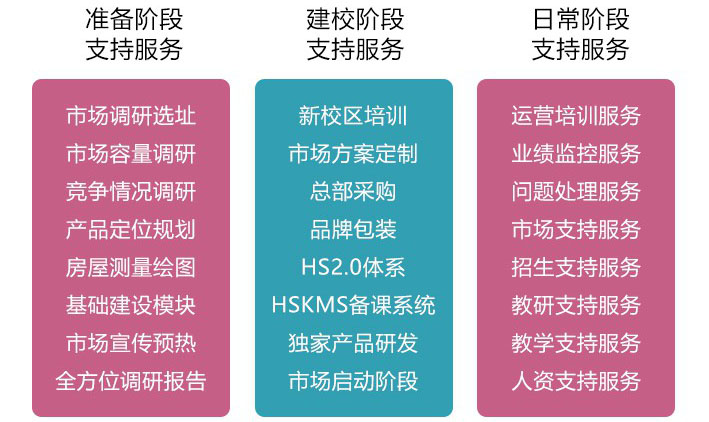 准备阶段
支持服务
市场调研选址
市场容量调研
竞争情况调研
产品定位规划
房屋测量绘图
基础建设模块
市场宣传预热
全方位调研报告
建校阶段
支持服务
新校区培训
市场方案定制
总部采购
品牌包装
HS2.0体系
HSKMS备课系统
独家产品研发
市场启动阶段
日常阶段
支持服务
运营培训服务
业绩监控服务
问题处理服务
市场支持服务
招生支持服务
教研支持服务
教学支持服务
人资支持服务